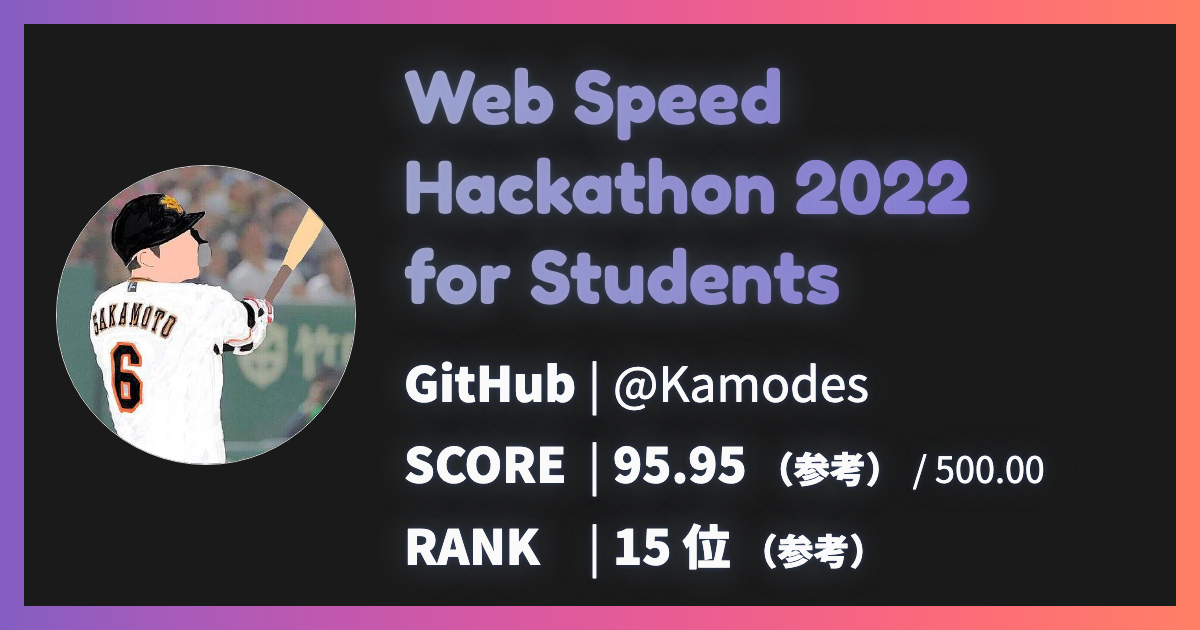 Web Speed
Hackathon 2022
for Students
SAKAMOTO
6
竹
GitHub | @Kamodes
SCORE | 95.95 （参考） / 500.00
RANK | 15 位 （参考）